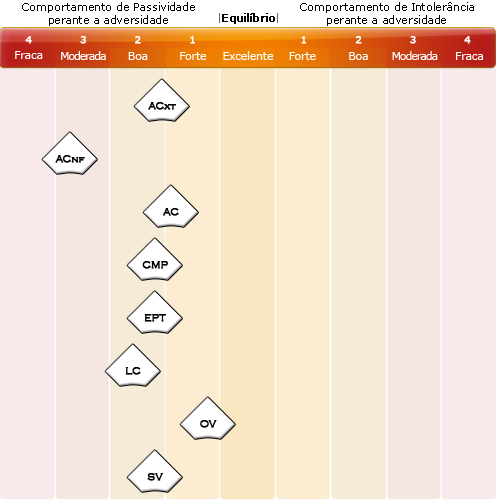 Comportamento de Passividade
perante a adversidade
|Equilíbrio|
Comportamento de Intolerância
perante a adversidade
4 3 2 1 1 2 3 4
Fraca Moderada Boa Forte Excelente Forte Boa Moderada Fraca
ACXT
ACNF
AC
CMP
EPT
LC
OV
SV